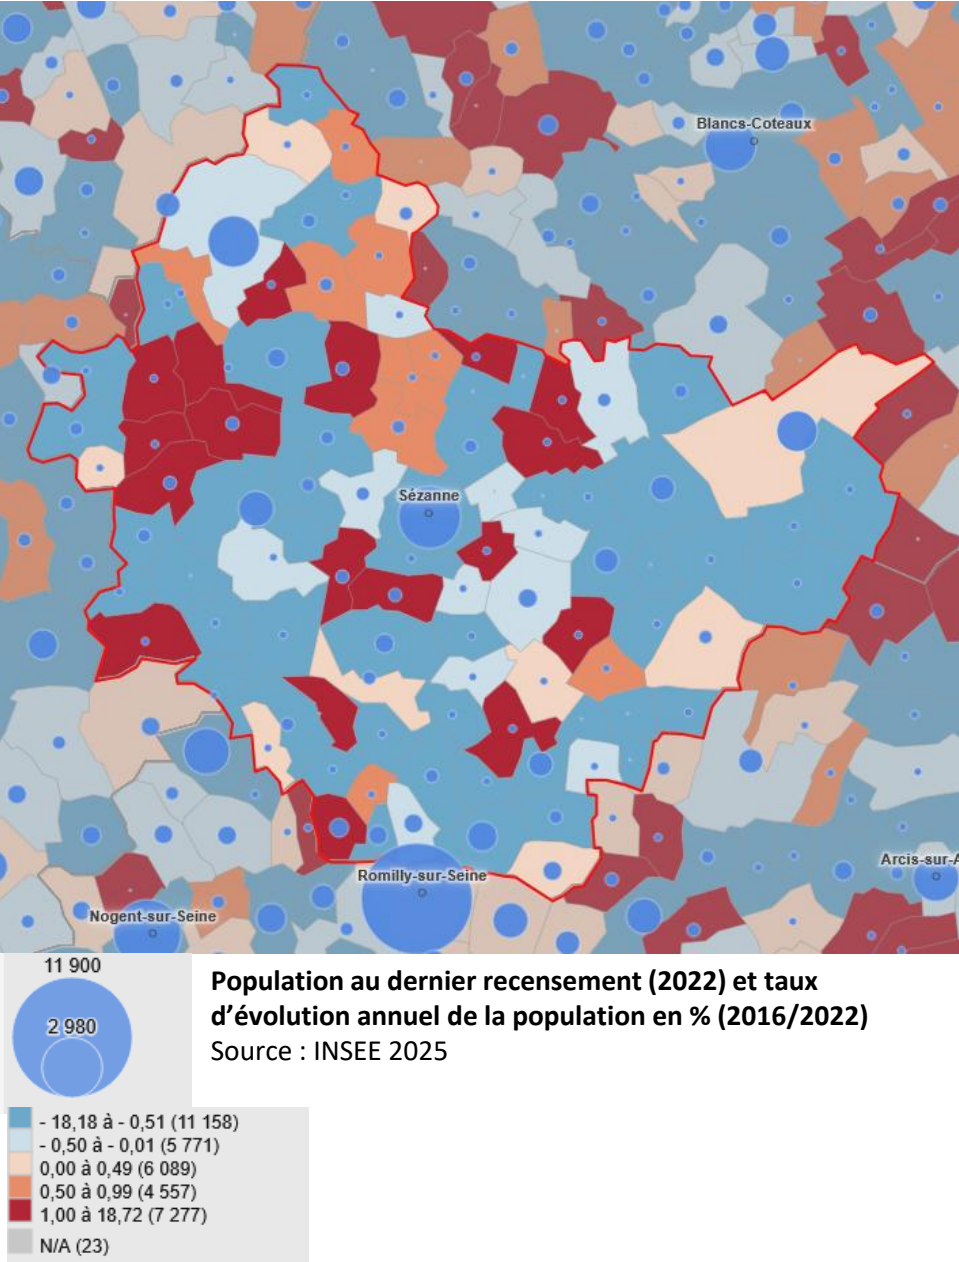 Blancs-Coteaux
Sézanne
Romilly-sur-Seine
Arcis-sur-A
Nogent-sur-Seine
11 900
2 980
Population au dernier recensement (2022) et taux
d’évolution annuel de la population en % (2016/2022)
Source : INSEE 2025
- 18,18 à - 0,51 (11 158)
- 0,50 à - 0,01 (5 771)
0,00 à 0,49 (6 089)
0,50 à 0,99 (4 557)
1,00 à 18,72 (7 277)
N/A (23)